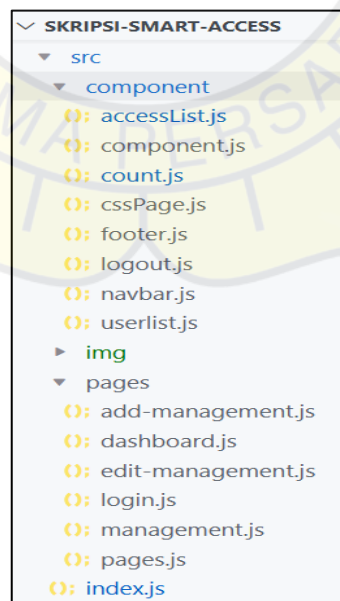 SKRIPSI-SMART-ACCESS
src
component
accessList.js
component.js
count.js
cssPage.js
footer.js
logout.js
navbar.js
userlist.js
img
pages
add-management.js
dashboard.js
edit-management.js
login.js
management.js
pages.js
index.js
MA PERSA